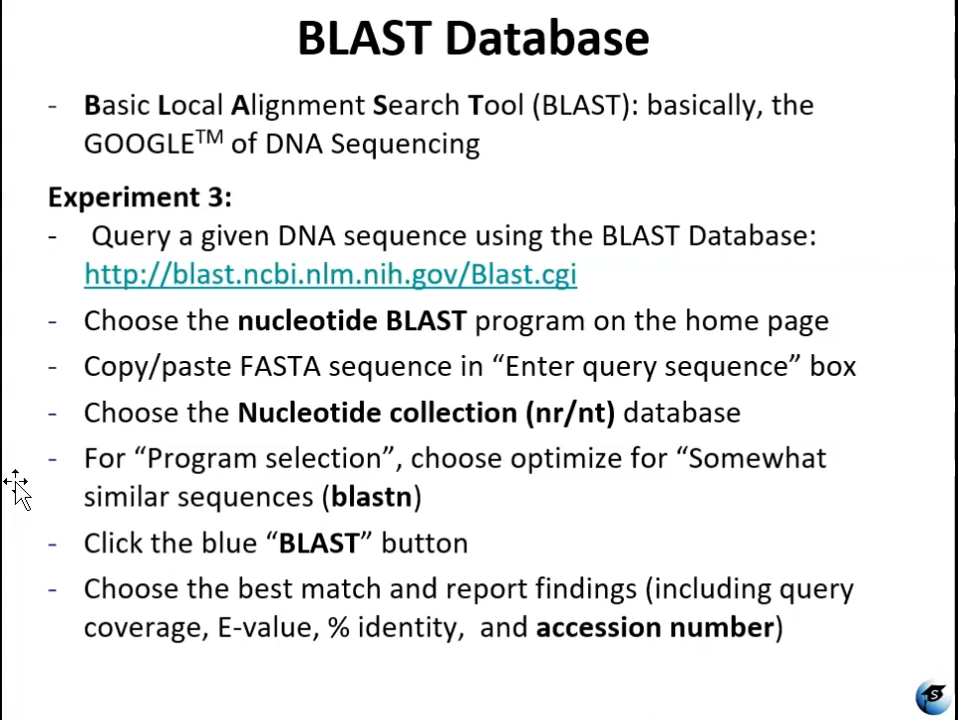 BLAST Database
- Basic Local Alignment Search Tool (BLAST): basically, the
GOOGLE™ of DNA Sequencing
Experiment 3:
- Query a given DNA sequence using the BLAST Database:
http://blast.ncbi.nlm.nih.gov/Blast.cgi
- Choose the nucleotide BLAST program on the home page
- Copy/paste FASTA sequence in “Enter query sequence” box
- Choose the Nucleotide collection (nr/nt) database
- For “Program selection”, choose optimize for “Somewhat
similar sequences (blastn)
- Click the blue “BLAST” button
- Choose the best match and report findings (including query
coverage, E-value, % identity, and accession number)
S